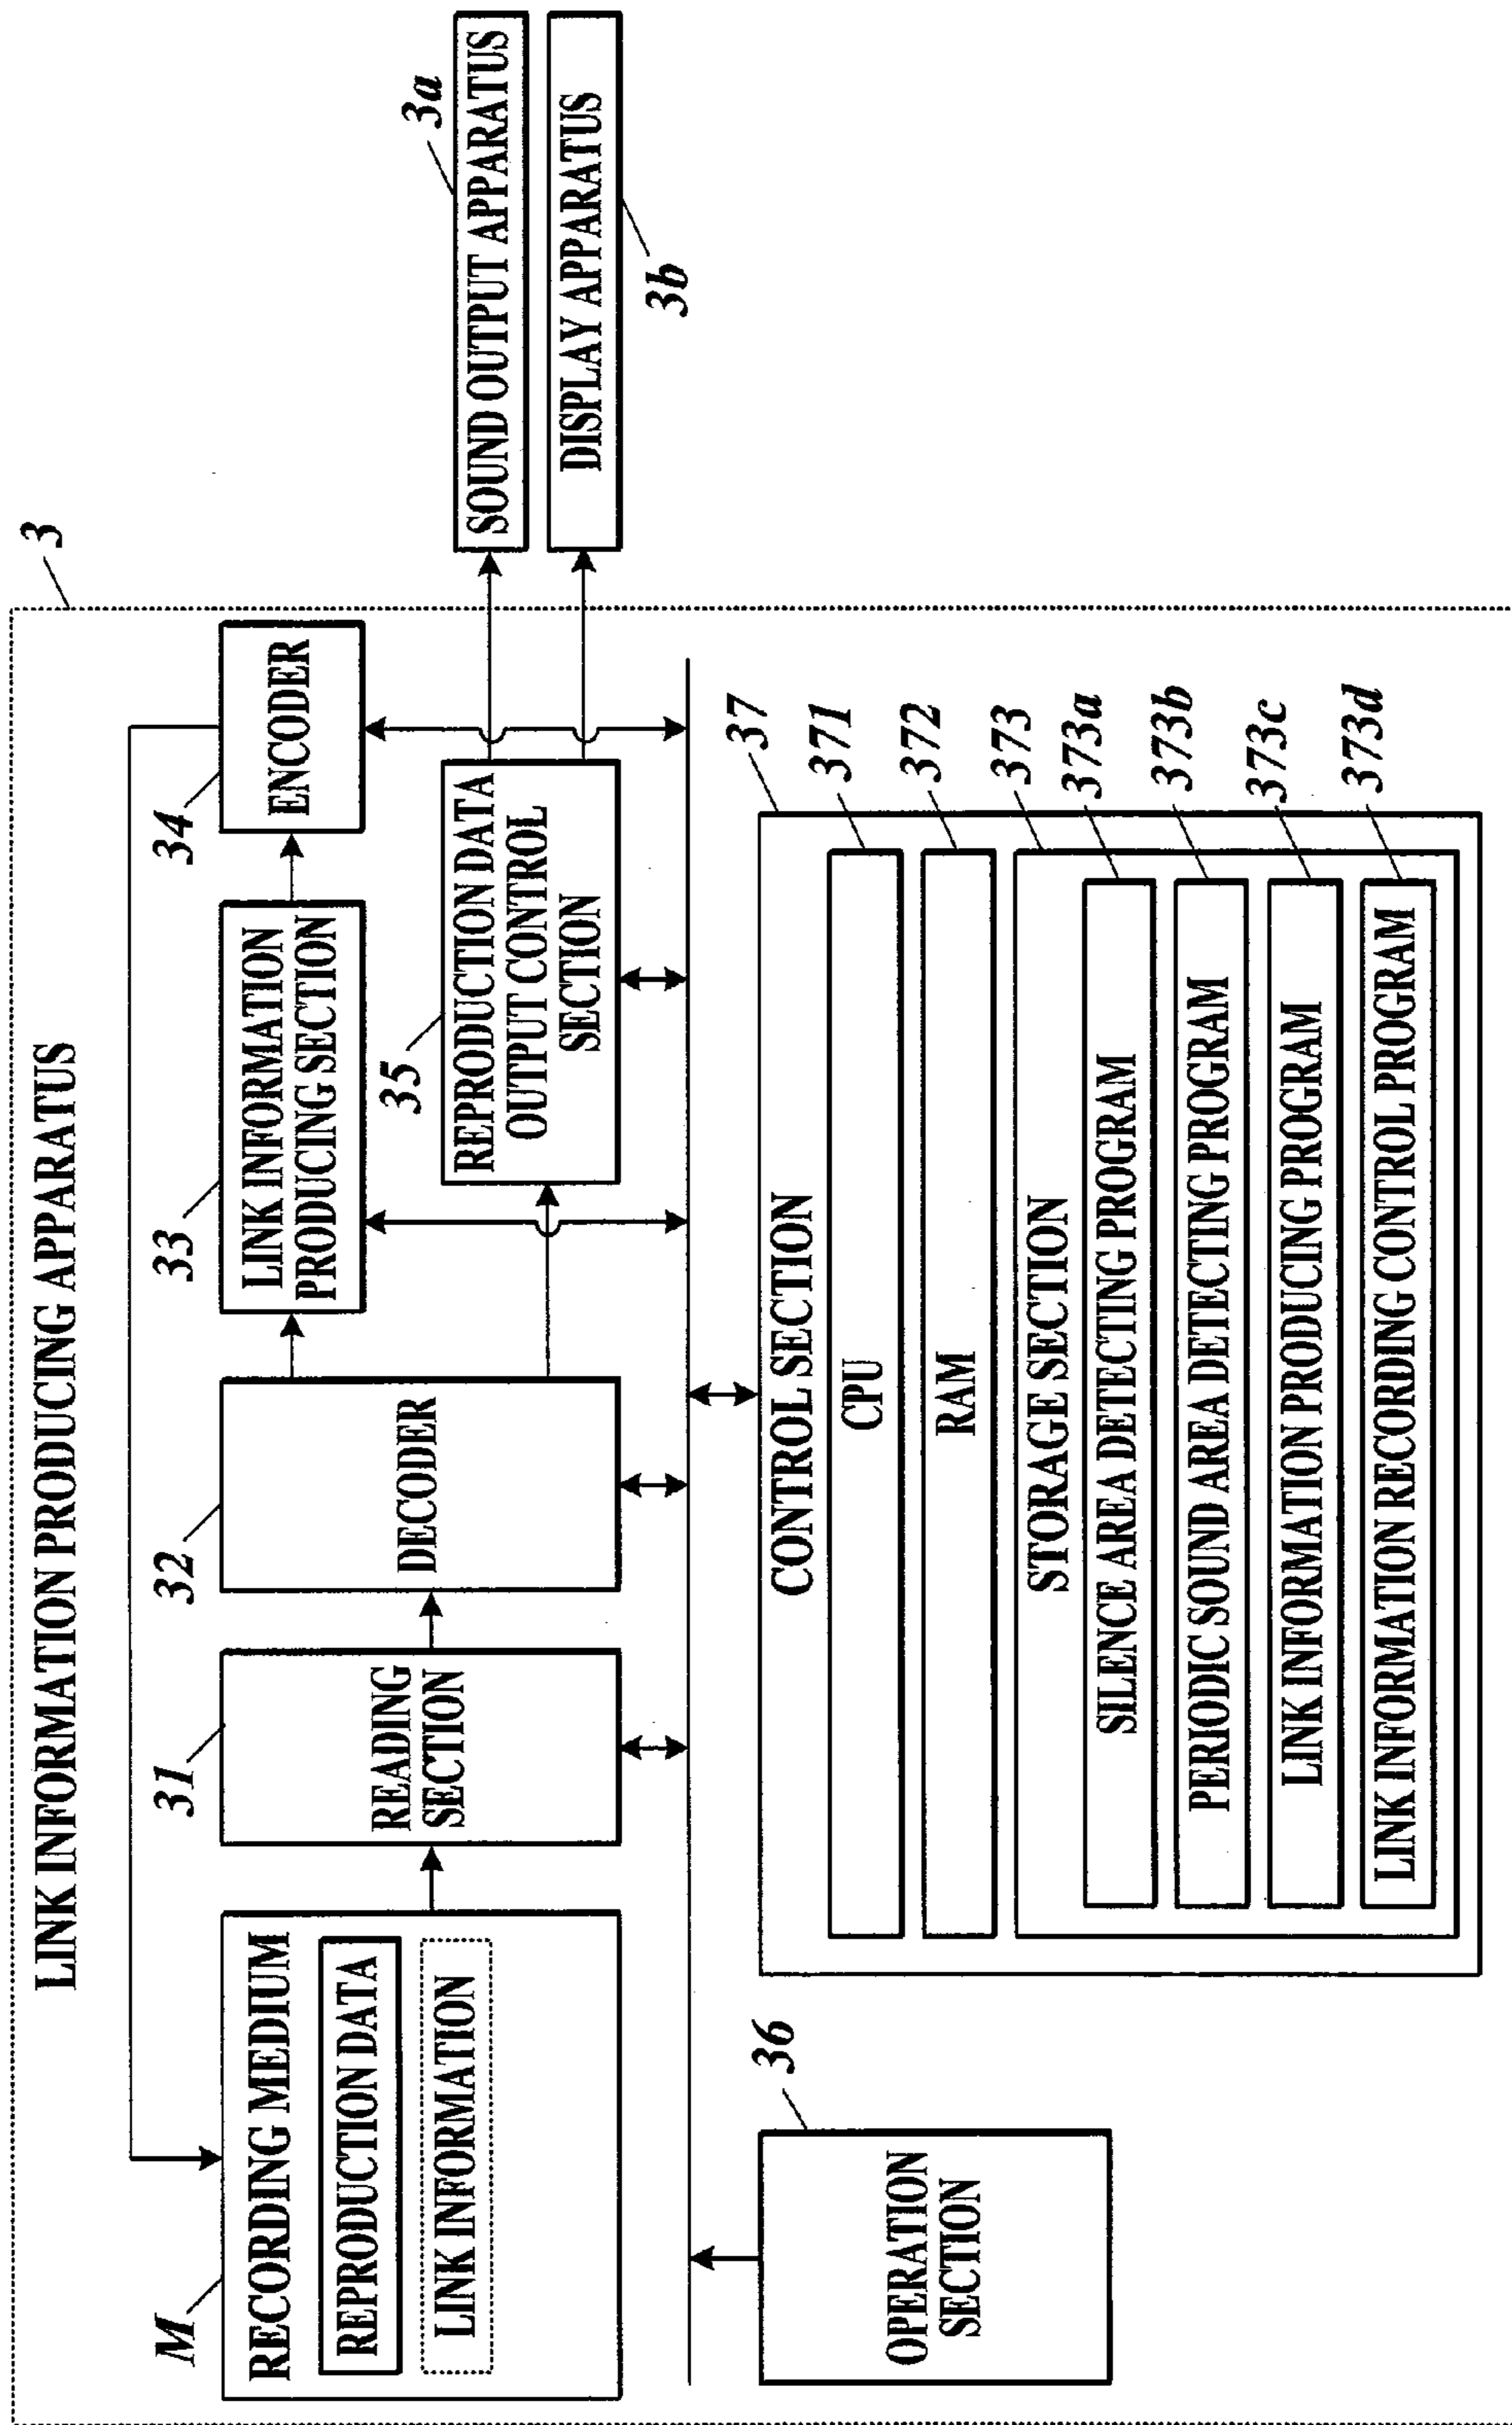 LINK INFORMATION PRODUCING APPARATUS
3
M
RECORDING MEDIUM
REPRODUCTION DATA
LINK INFORMATION
31
READING
SECTION
32
DECODER
33
LINK INFORMATION
PRODUCING SECTION
34
ENCODER
35
REPRODUCTION DATA
OUTPUT CONTROL
SECTION
3a
SOUND OUTPUT APPARATUS
DISPLAY APPARATUS
3b
36
OPERATION
SECTION
37
CONTROL SECTION
371
CPU
372
RAM
373
STORAGE SECTION
373a
SILENCE AREA DETECTING PROGRAM
373b
PERIODIC SOUND AREA DETECTING PROGRAM
373c
LINK INFORMATION PRODUCING PROGRAM
373d
LINK INFORMATION RECORDING CONTROL PROGRAM